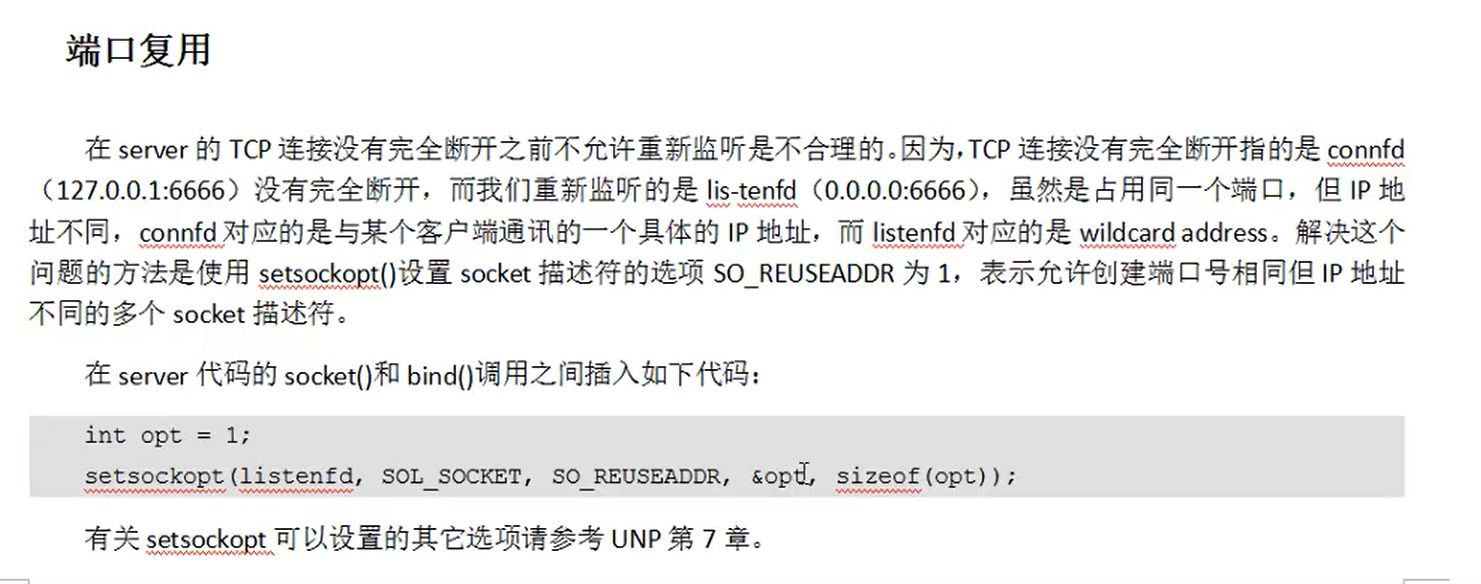 端口复用
在 server 的 TCP 连接没有完全断开之前不允许重新监听是不合理的。因为，TCP 连接没有完全断开指的是 connfd
（127.0.0.1:6666）没有完全断开，而我们重新监听的是 lis-tenfd（0.0.0.0:6666），虽然是占用同一个端口，但 IP 地
址不同，connfd 对应的是与某个客户端通讯的一个具体的 IP 地址，而 listenfd 对应的是 wildcard address。解决这个
问题的方法是使用 setsockopt()设置 socket 描述符的选项 SO_REUSEADDR 为 1，表示允许创建端口号相同但 IP 地址
不同的多个 socket 描述符。
在 server 代码的 socket()和 bind()调用之间插入如下代码：
int opt = 1;
setsockopt(listenfd, SOL_SOCKET, SO_REUSEADDR, &opt, sizeof(opt));
有关 setsockopt 可以设置的其它选项请参考 UNP 第 7 章。